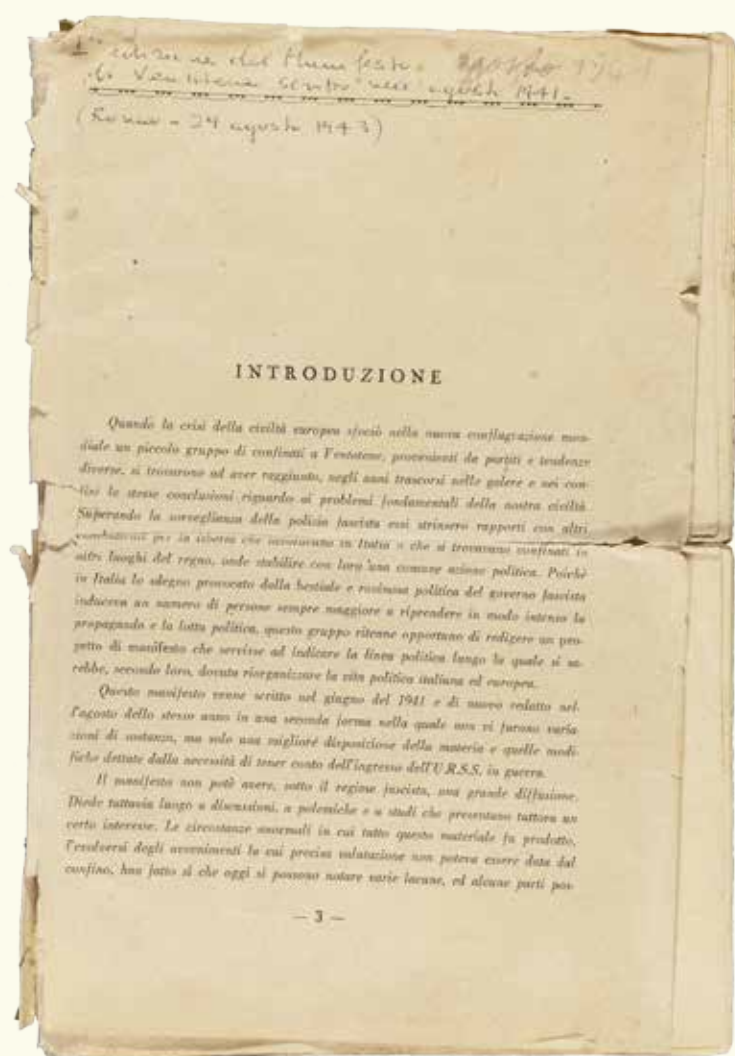 1ª edizione del Manifesto agosto 194
di Ventotene scritto nell'agosto 1941.
(Roma - 29 agosto 1943)
INTRODUZIONE
Quando la crisi della civiltà europea sfociò nella nuova conflagrazione mon-
diale un piccolo gruppo di confinati a Ventotene, provenienti da partiti e tendenze
diverse, si trovarono ad aver raggiunto, negli anni trascorsi nelle galere e nei con-
fini le stesse conclusioni riguardo ai problemi fondamentali della nostra civiltà.
Superando la sorveglianza della polizia fascista essi strinsero rapporti con altri
combattenti per la libertà che che si trovavano confinati in
altri luoghi del regno, onde stabilire con loro una comune azione politica. Poichè
in Italia lo sdegno provocato dalla bestiale e rovinosa politica del governo fascista
induceva un numero di persone sempre maggiore a riprendere in modo intenso la
propaganda e la lotta politica, questo gruppo ritenne opportuno di redigere un pro-
getto di manifesto che servisse ad indicare la linea politica lungo la quale si sa-
rebbe, secondo loro, dovuta riorganizzare la vita politica italiana ed europea.
Questo manifesto venne scritto nel giugno del 1941 e di nuovo redatto nel-
l'agosto dello stesso anno in una seconda forma nella quale non vi furono varia-
zioni di sostanza, ma solo una migliore disposizione della materia e quelle modi-
fiche dettate dalla necessità di tener conto dell'ingresso dell'U.R.S.S. in guerra.
Il manifesto non potè avere, sotto il regime fascista, una grande diffusione.
Diede tuttavia luogo a discussioni, a polemiche e a studi che presentano tuttora un
certo interesse. Le circostanze anormali in cui tutto questo materiale fu prodotto,
l'evolversi degli avvenimenti la cui precisa valutazione non poteva essere data dal
confino, han fatto sì che oggi si possono notare varie lacune, ed alcune parti pos-
— 3 —